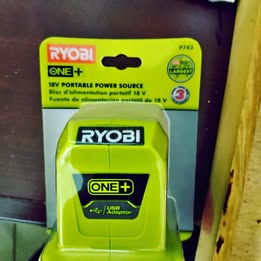 RYOBI
P743
ONE+
18V PORTABLE POWER SOURCE
Bloc d'alimentation portatif 18 V
Fuente de alimentación portátil de 18 V
LARGEST
3
RYOBI
ONE+
USB
Adaptor